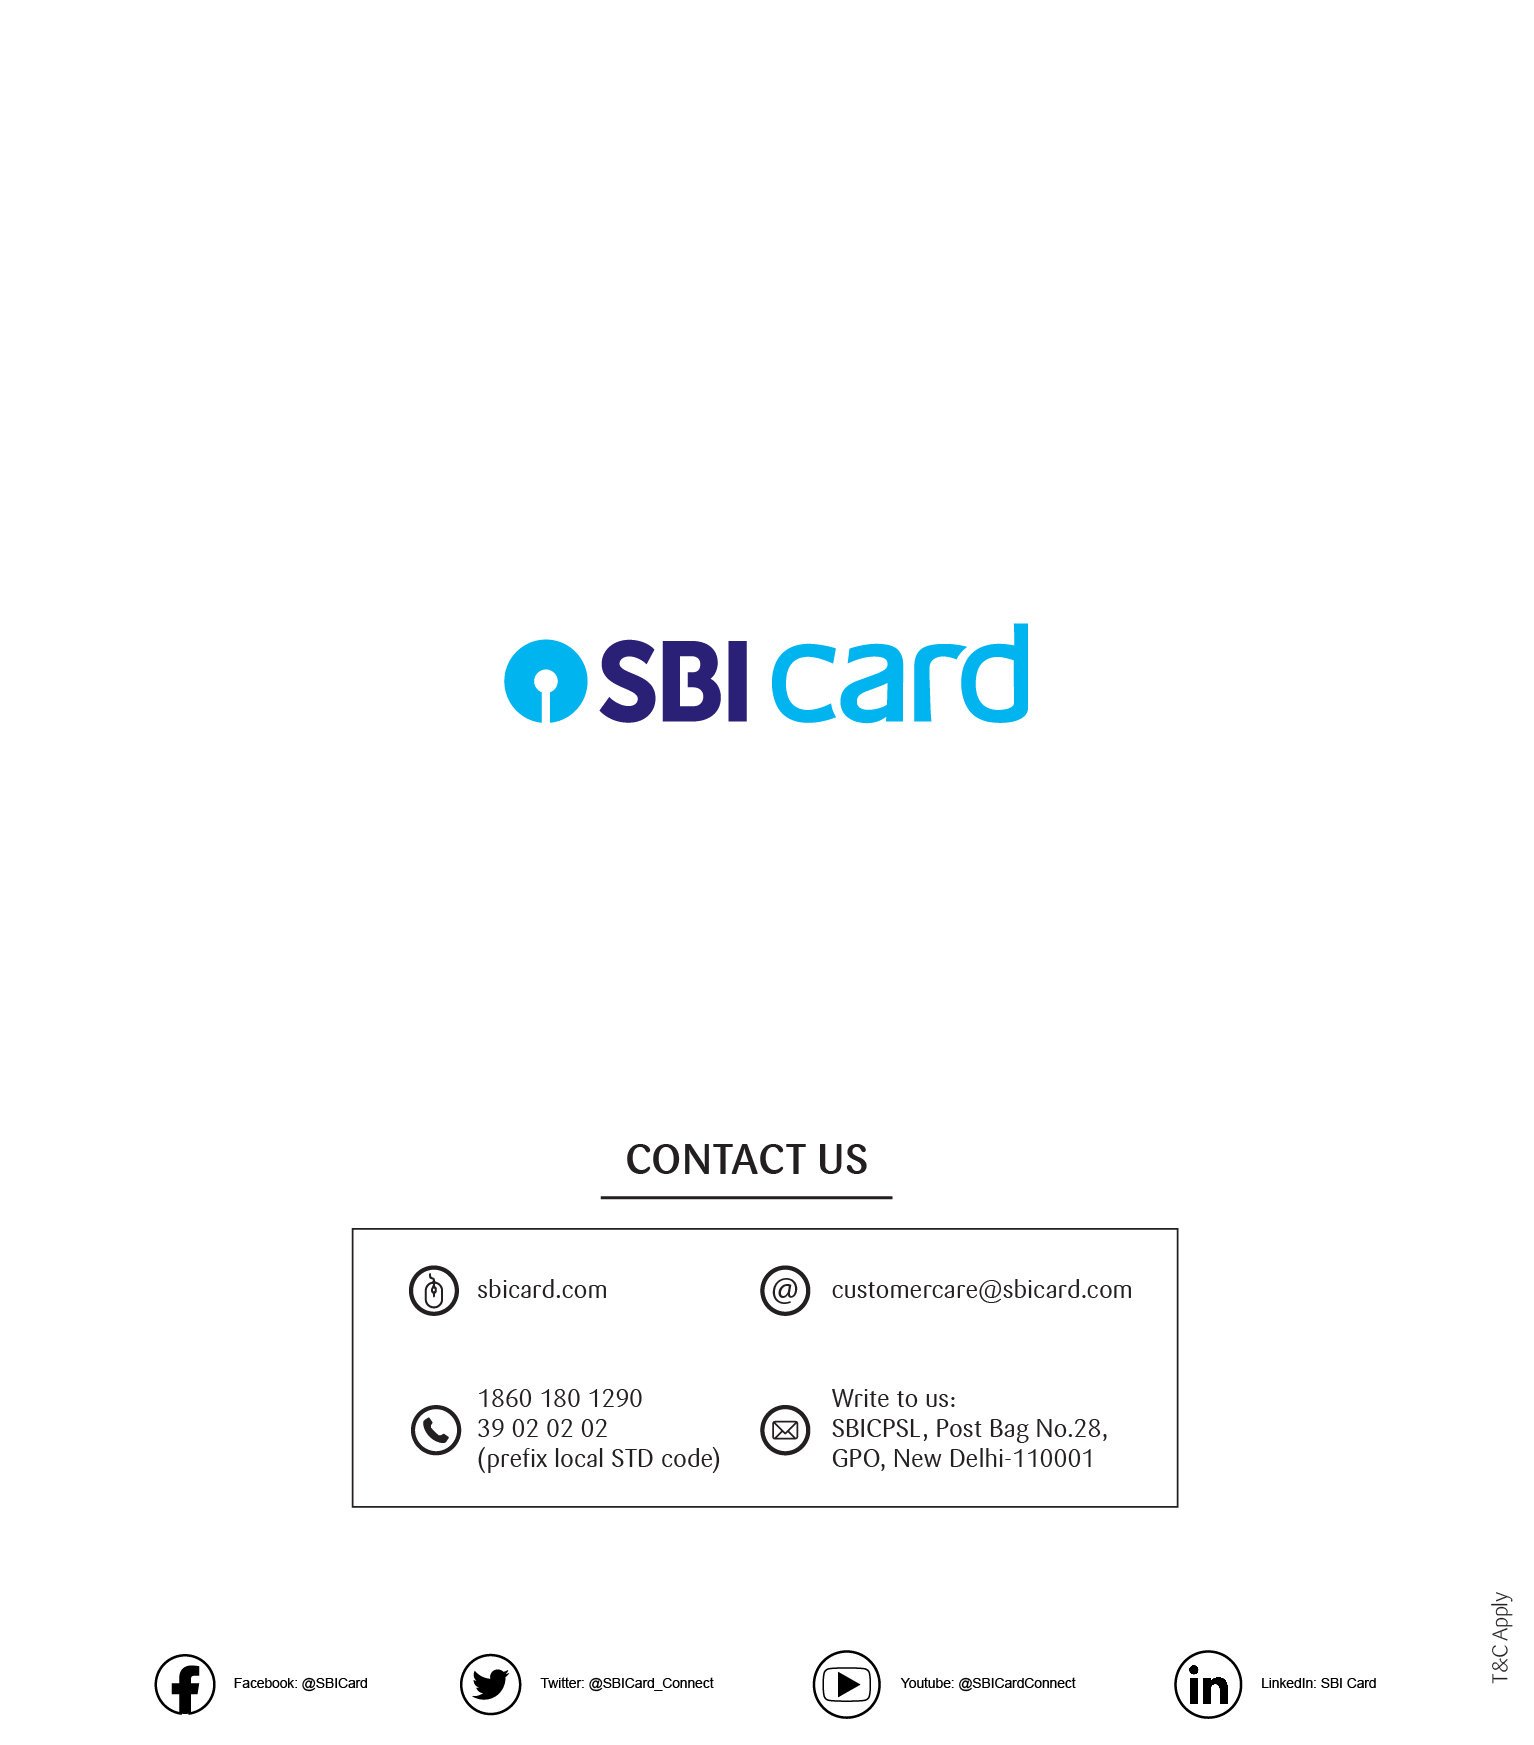 SBI card
CONTACT US
sbicard.com
customercare@sbicard.com
1860 180 1290
39 02 02 02
(prefix local STD code)
Write to us:
SBICPSL, Post Bag No.28,
GPO, New Delhi-110001
T&C Apply
Facebook: @SBICard
Twitter: @SBICard_Connect
Youtube: @SBICardConnect
LinkedIn: SBI Card